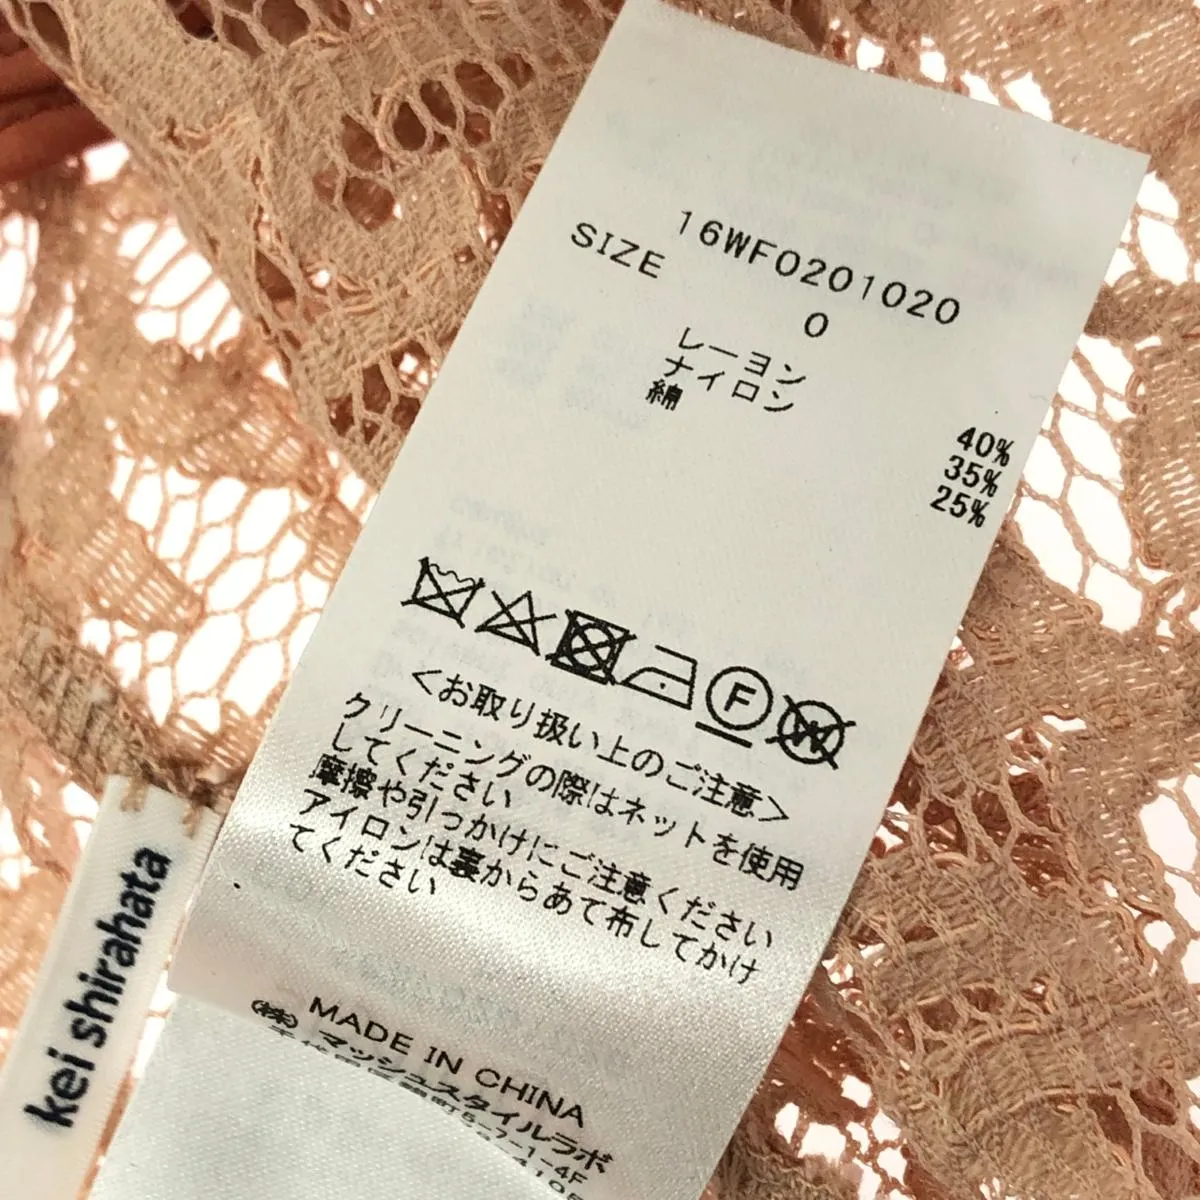 16WF0201020
SIZE 0
レーヨン 40%
ナイロン 35%
綿 25%
F
W
<お取り扱い上のご注意>
クリーニングの際はネットを使用
してください
摩擦や引っかけにご注意ください
アイロンは裏からあて布してかけ
てください
MADE IN CHINA
(株)マッシュスタイルラボ
5-7-1-4F
kei shirahata